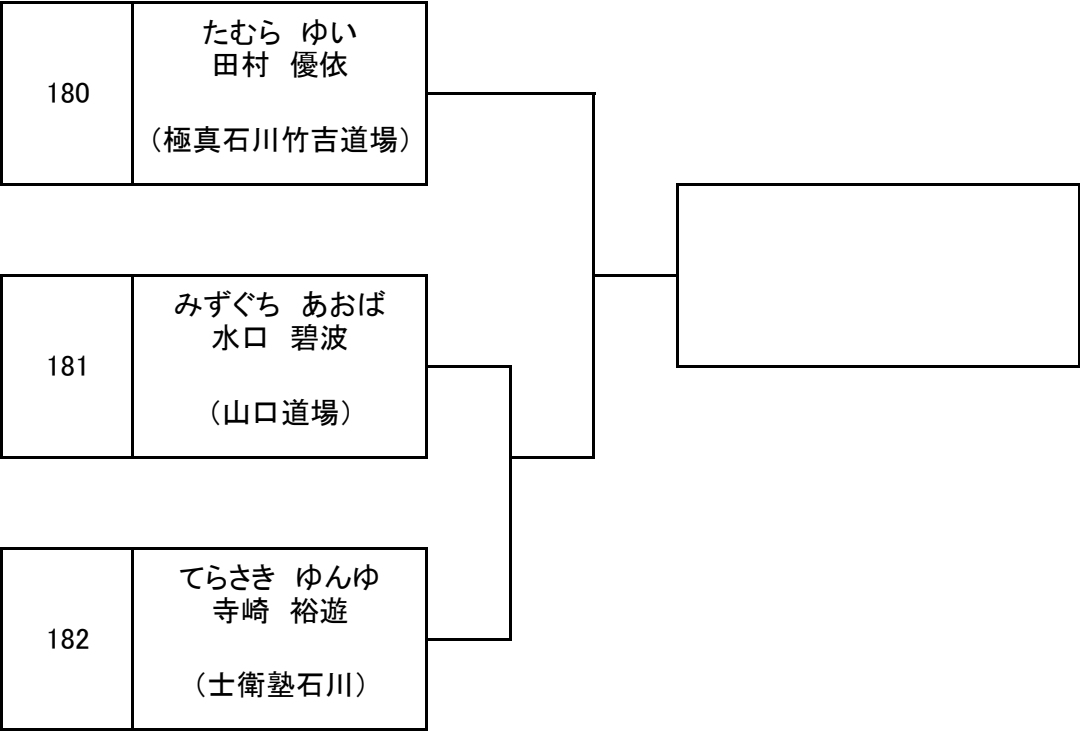 180
たむら　ゆい
田村　優依
（極真石川竹吉道場）
181
みずぐち　あおば
水口　碧波
（山口道場）
182
てらさき　ゆんゆ
寺崎　裕遊
（士衛塾石川）